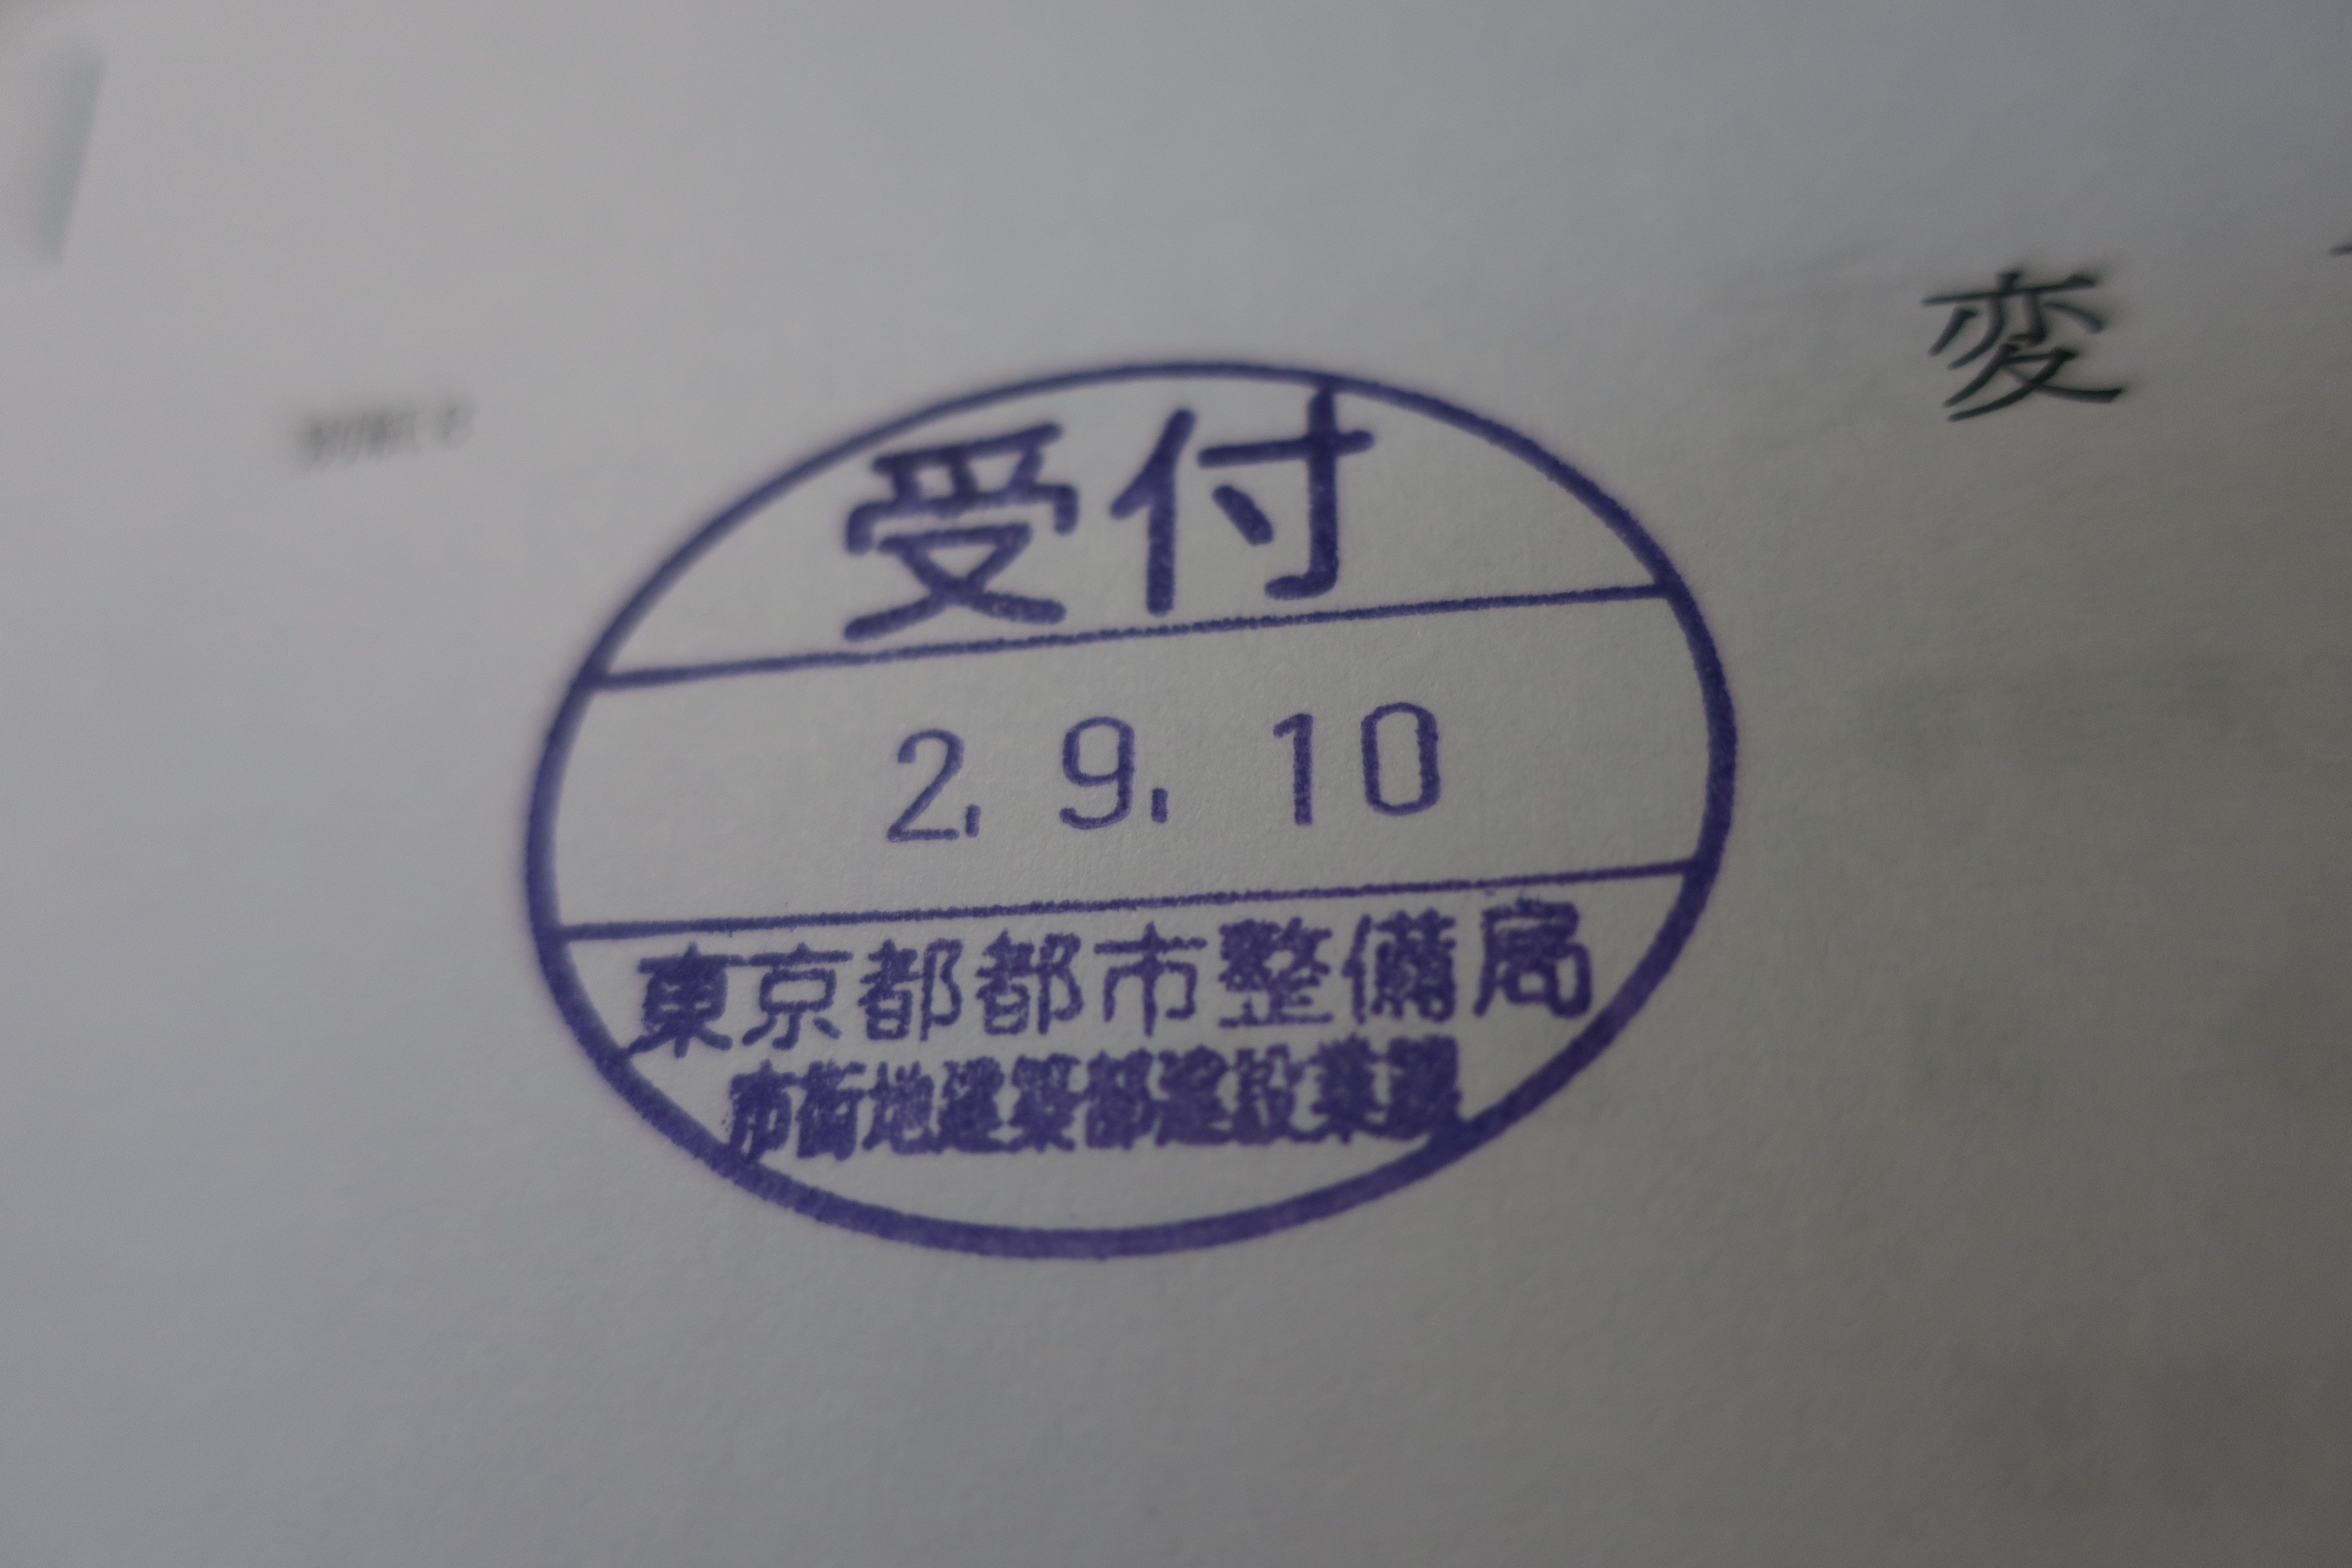 変
受付
2. 9. 10
東京都都市整備局
市街地建築部建設業課